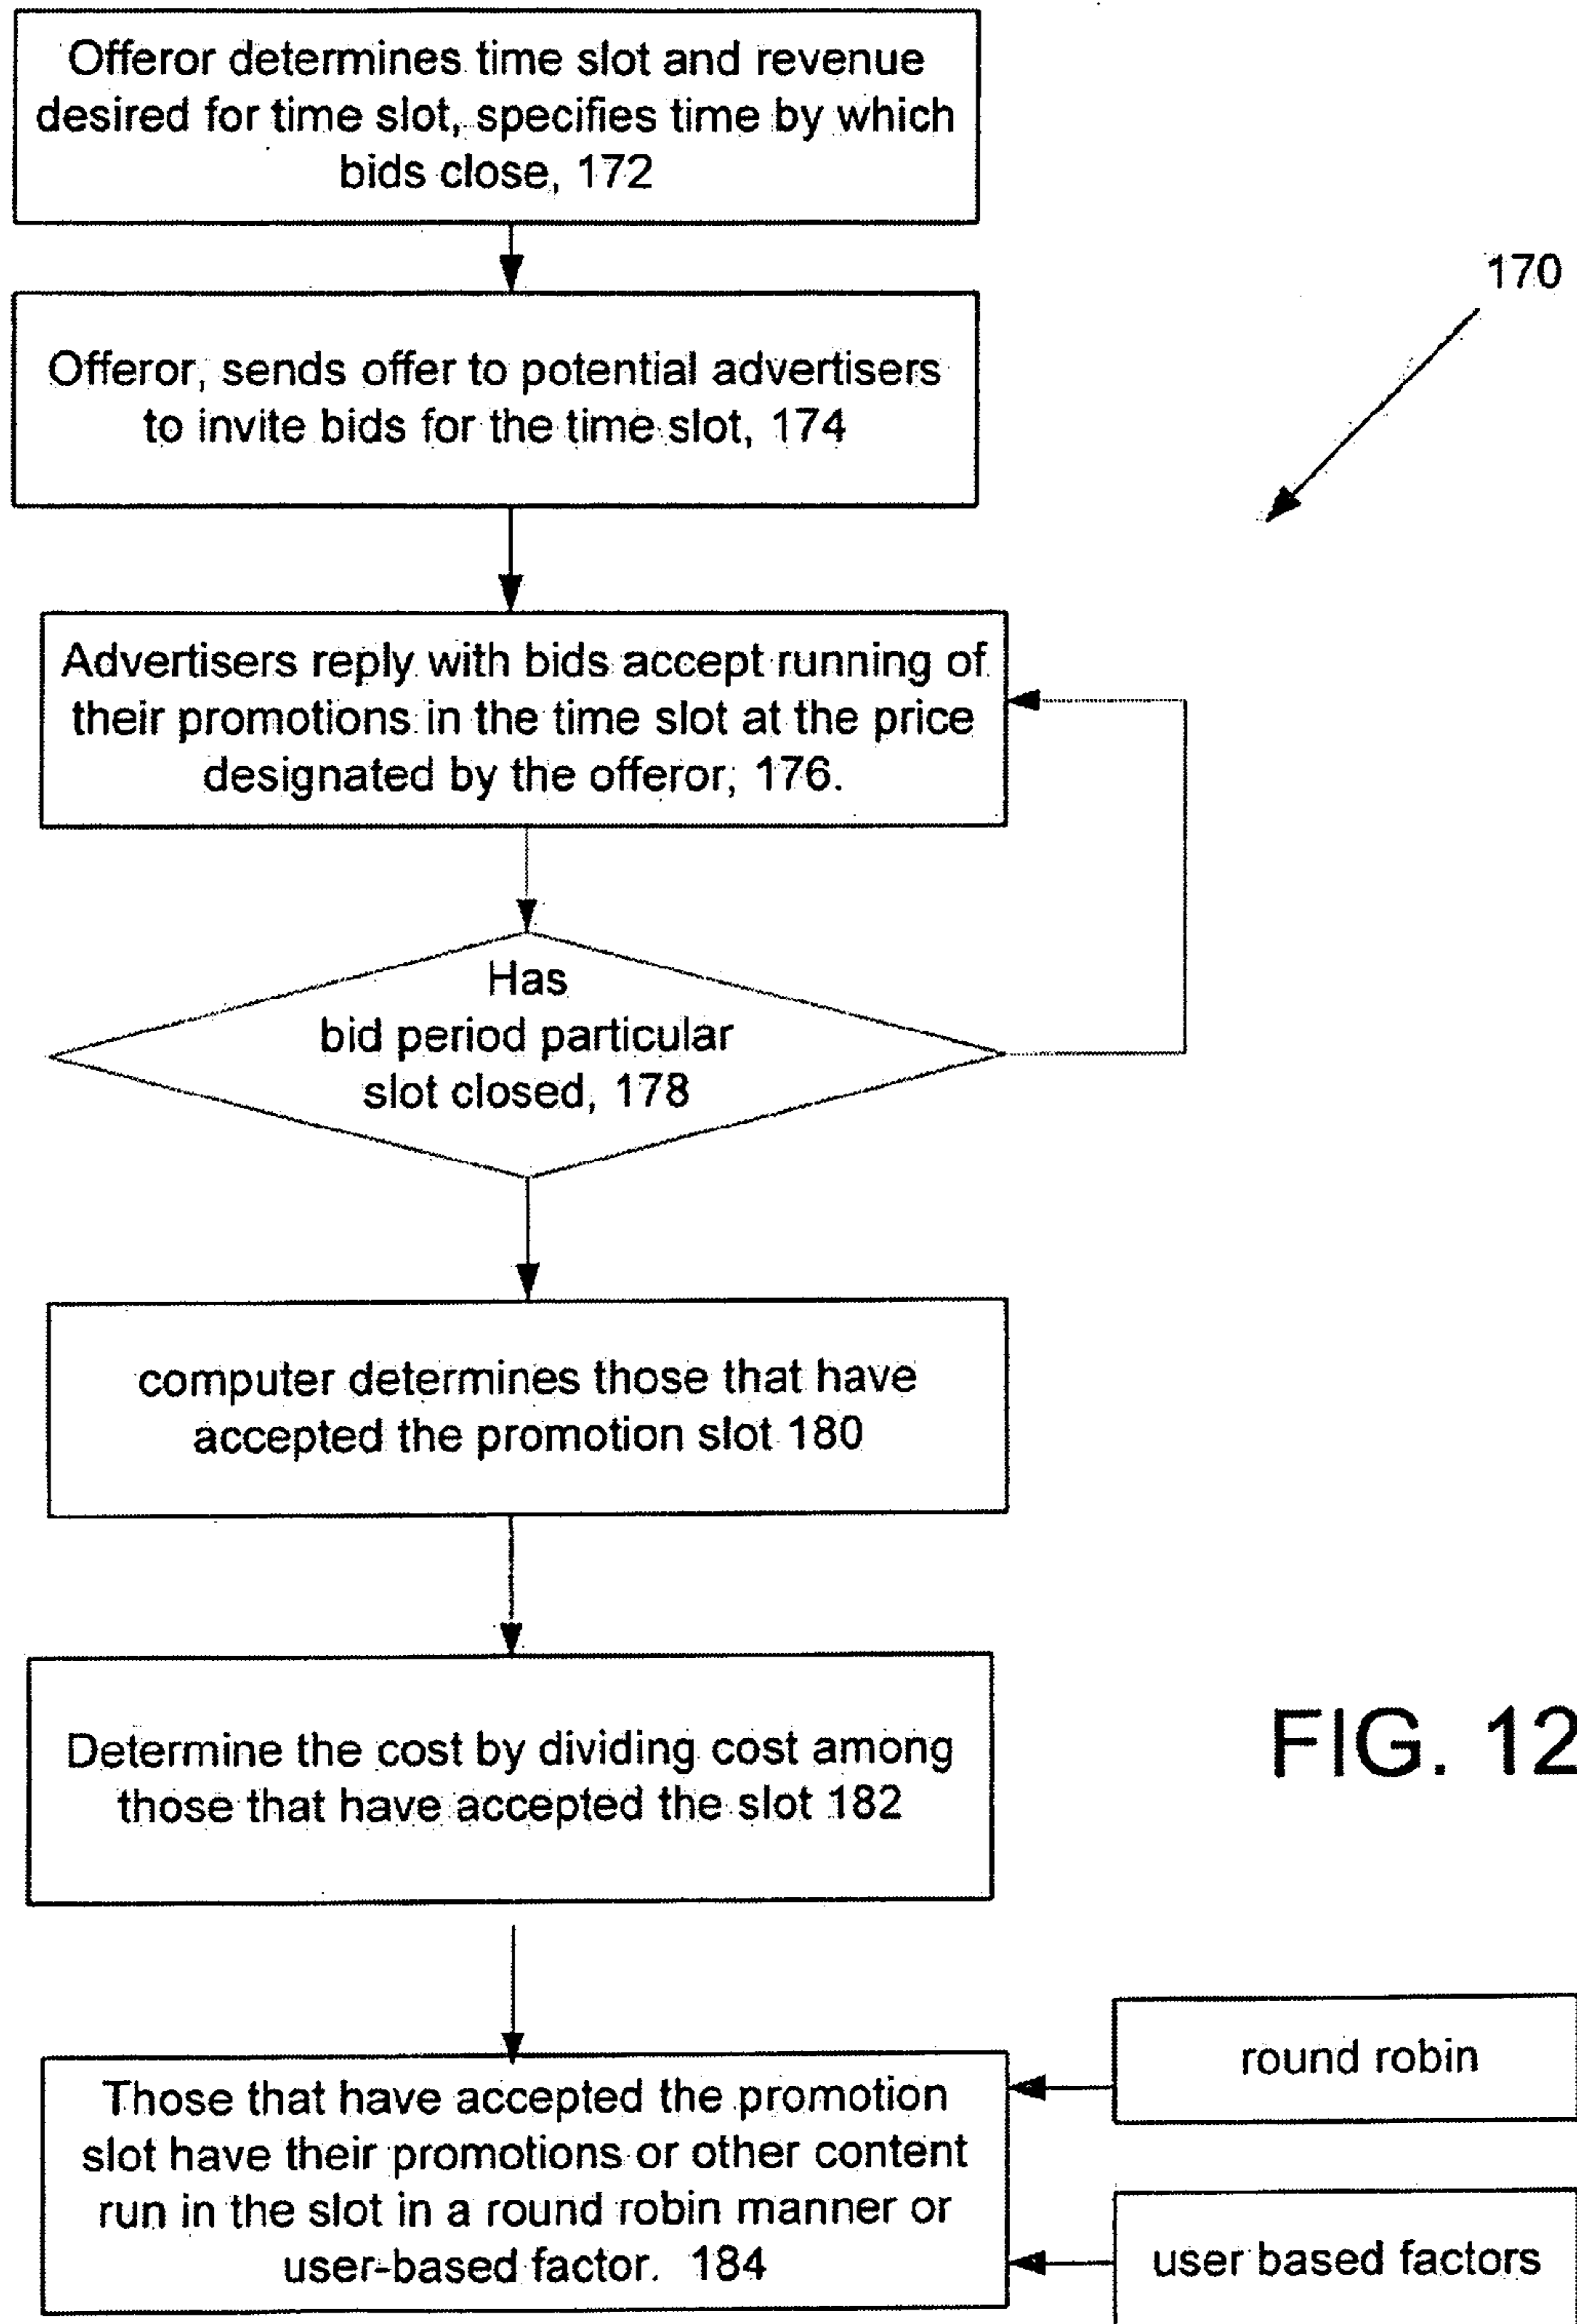 Offeror determines time slot and revenue
desired for time slot, specifies time by which
bids close, 172
170
Offeror, sends offer to potential advertisers
to invite bids for the time slot, 174
Advertisers reply with bids accept running of
their promotions in the time slot at the price
designated by the offeror, 176.
Has
bid period particular
slot closed, 178
computer determines those that have
accepted the promotion slot 180
Determine the cost by dividing cost among
those that have accepted the slot 182
FIG. 12
round robin
Those that have accepted the promotion
slot have their promotions or other content
run in the slot in a round robin manner or
user-based factor. 184
user based factors